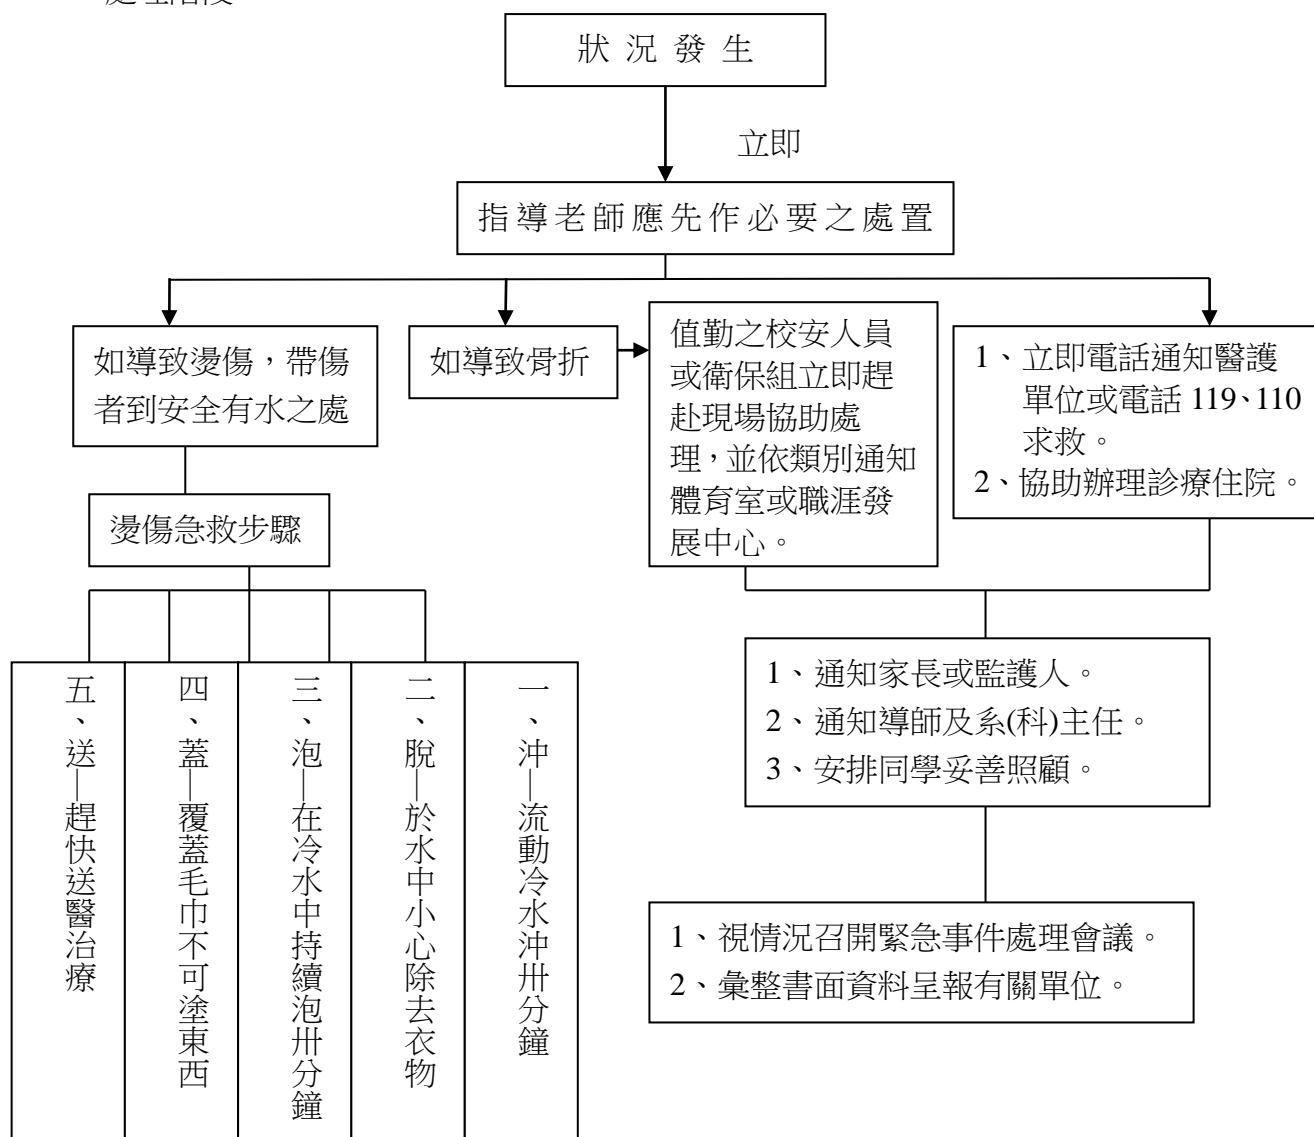 狀況發生
立即
指導老師應先作必要之處置
如導致燙傷，帶傷
者到安全有水之處
如導致骨折
值勤之校安人員
或衛保組立即趕
赴現場協助處
理，並依類別通知
體育室或職涯發
展中心。
1、立即電話通知醫護
單位或電話 119、110
求救。
2、協助辦理診療住院。
燙傷急救步驟
一、沖—流動冷水沖卅分鐘
二、脫—於水中小心除去衣物
三、泡—在冷水中持續泡卅分鐘
四、蓋—覆蓋毛巾不可塗東西
五、送—趕快送醫治療
1、通知家長或監護人。
2、通知導師及系(科)主任。
3、安排同學妥善照顧。
1、視情況召開緊急事件處理會議。
2、彙整書面資料呈報有關單位。